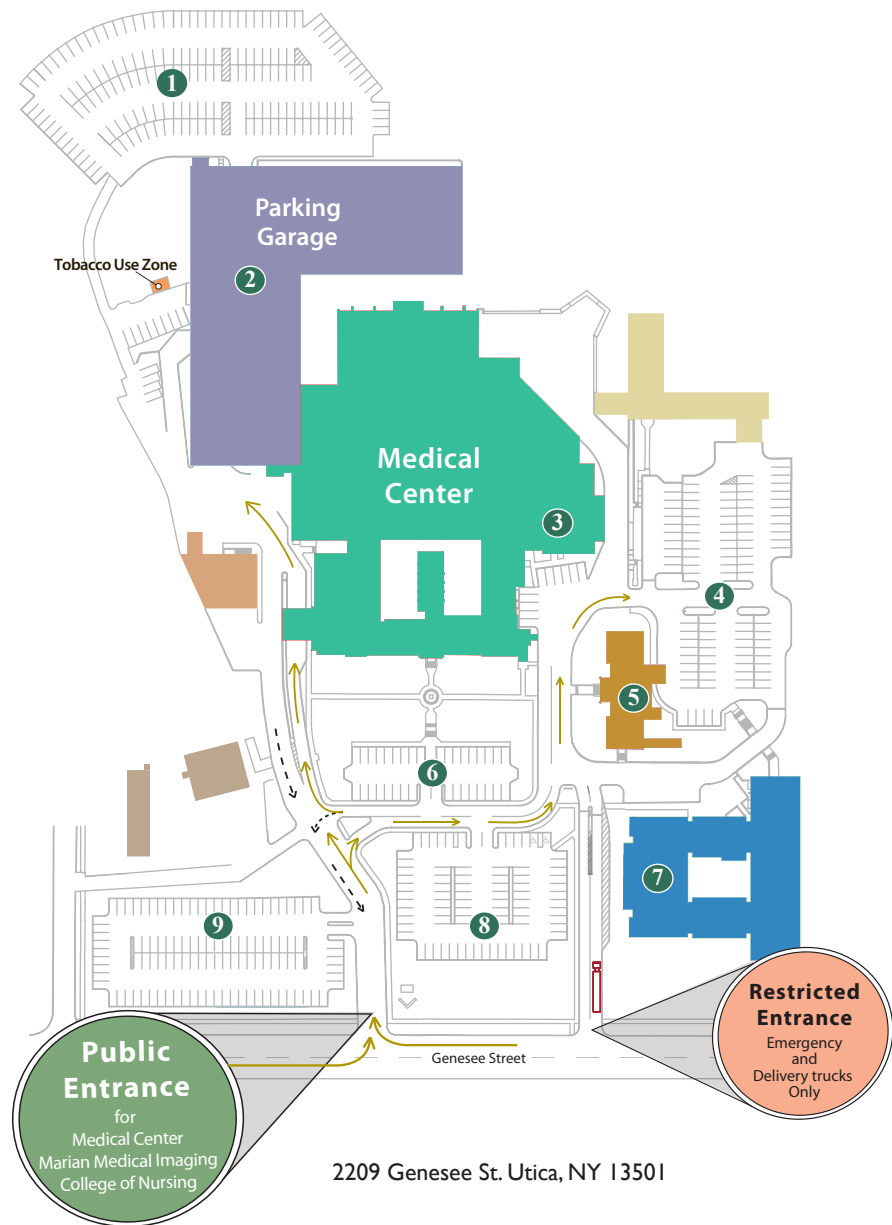 1
Parking
Garage
Tobacco Use Zone
2
Medical
Center
3
4
5
6
7
9
8
Restricted
Entrance
Emergency
and
Delivery trucks
Only
Public
Entrance
for
Medical Center
Marian Medical Imaging
College of Nursing
Genesee Street
2209 Genesee St. Utica, NY 13501